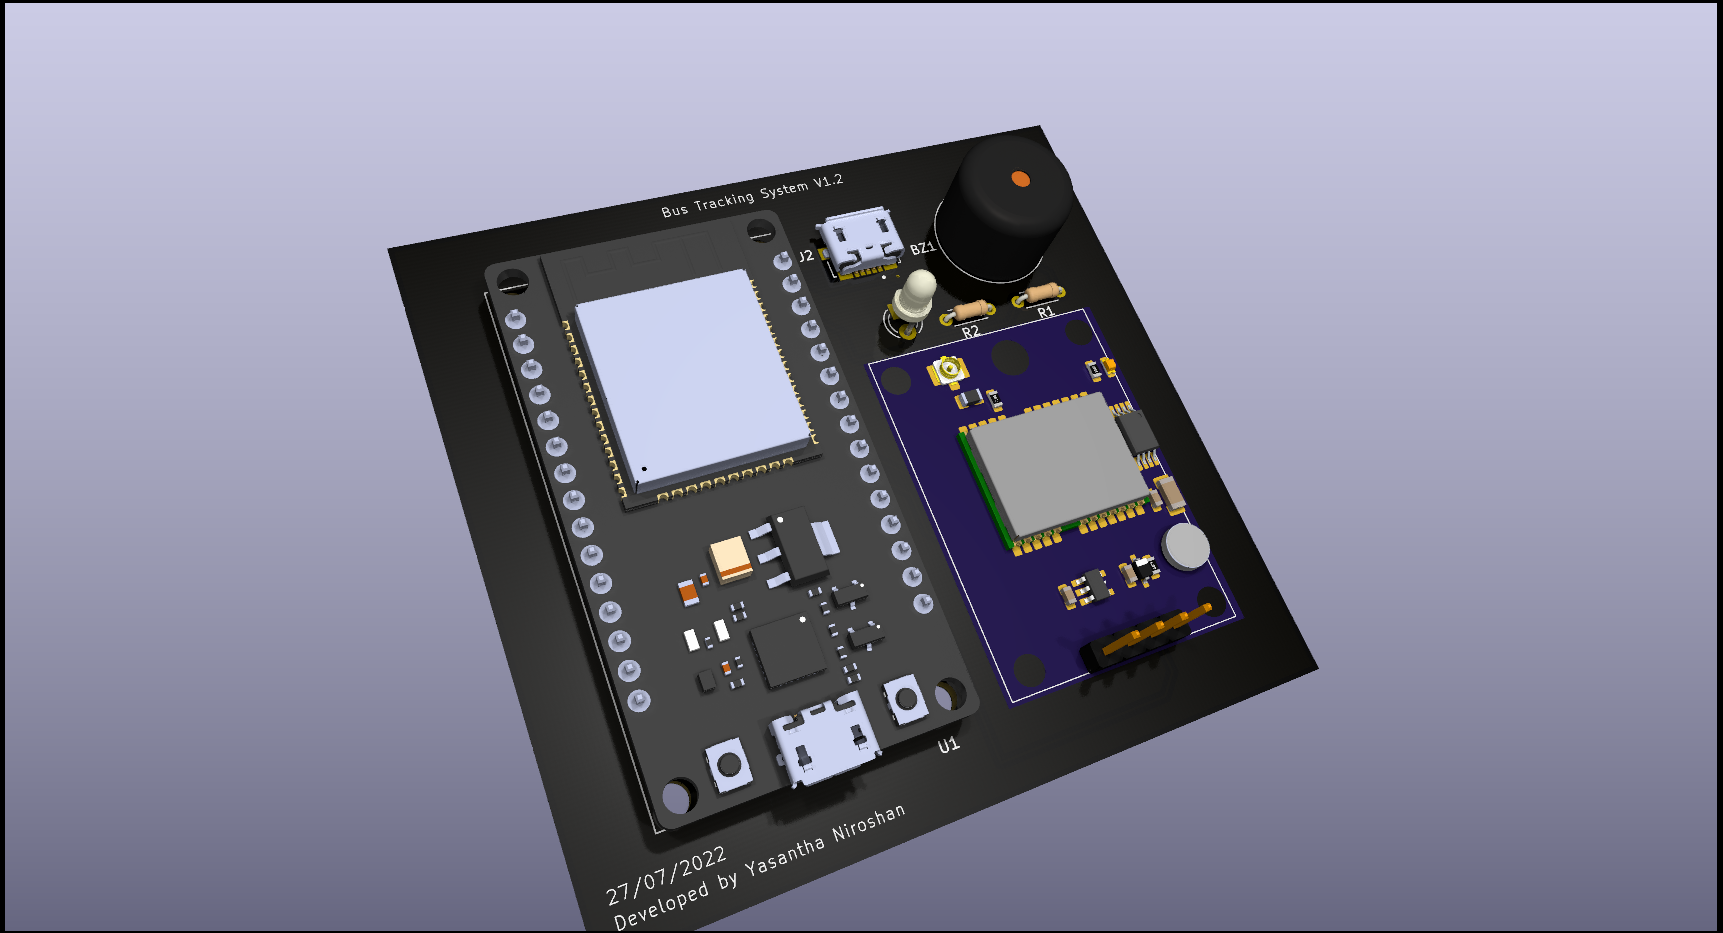 Bus Tracking System V1.2
J2
BZ1
R1
R2
U1
27/07/2022
Developed by Yasantha Niroshan